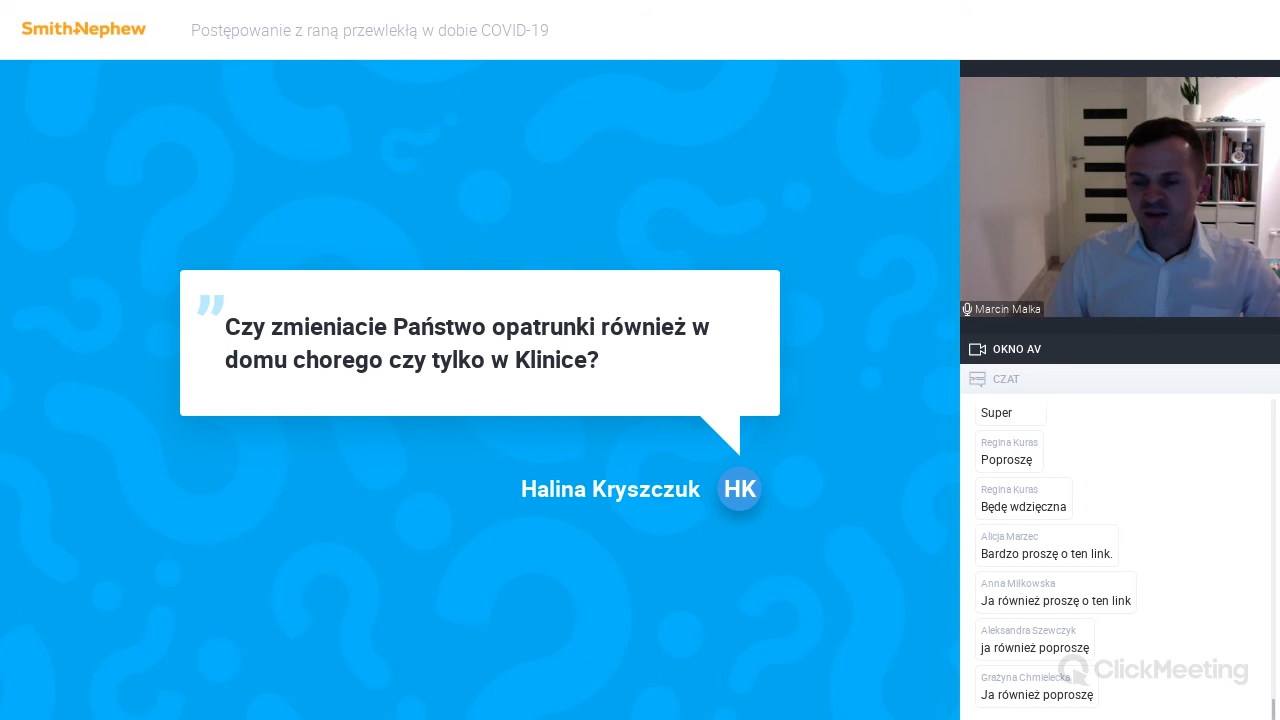 Smith+Nephew
Postępowanie z raną przewlekłą w dobie COVID-19
Czy zmieniacie Państwo opatrunki również w
domu chorego czy tylko w Klinice?
Halina Kryszczuk
HK
Marcin Malka
OKNO AV
CZAT
Super
Regina Kuras
Poproszę
Regina Kuras
Będę wdzięczna
Alicja Marzec
Bardzo proszę o ten link.
Anna Miłkowska
Ja również proszę o ten link
Aleksandra Szewczyk
ja również poproszę
Grażyna Chmielecka
Ja również poproszę
ClickMeeting